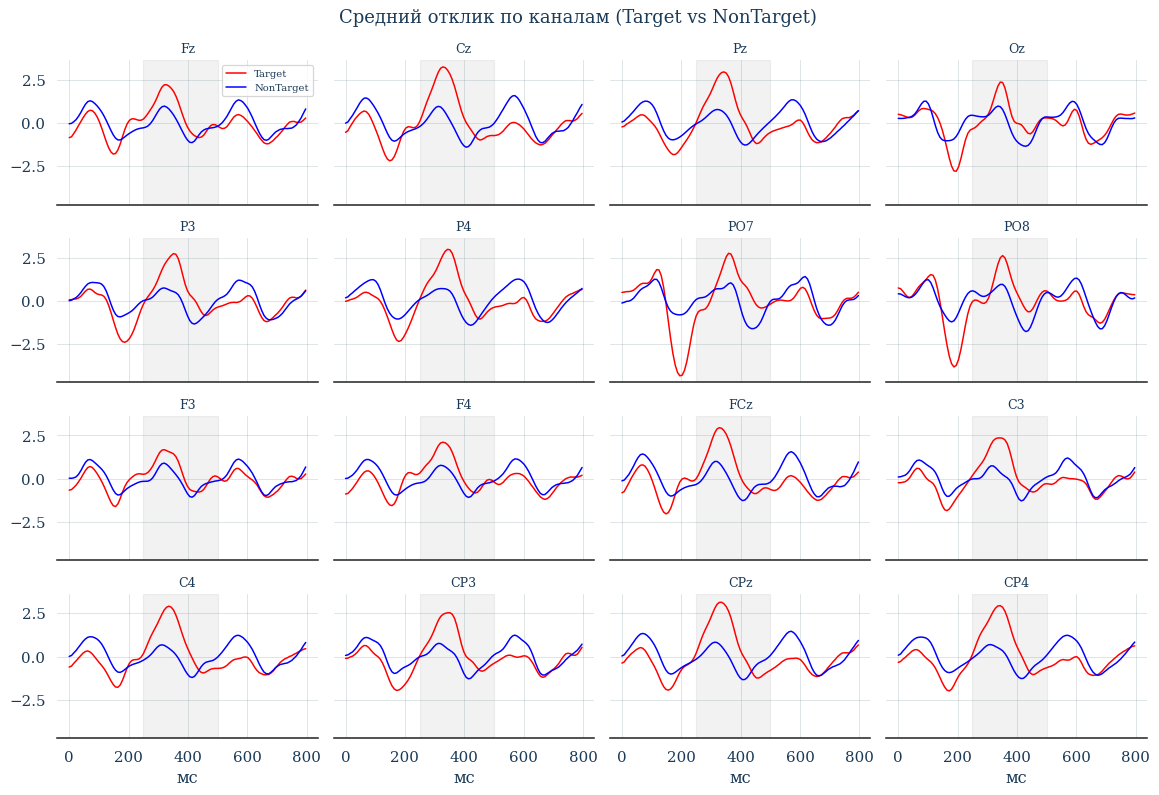 Средний отклик по каналам (Target vs NonTarget)
Fz
Cz
Pz
Oz
Target
NonTarget
2.5
0.0
−2.5
P3
P4
PO7
PO8
2.5
0.0
−2.5
F3
F4
FCz
C3
2.5
0.0
−2.5
C4
CP3
CPz
CP4
2.5
0.0
−2.5
0 200 400 600 800
0 200 400 600 800
0 200 400 600 800
0 200 400 600 800
мс
мс
мс
мс